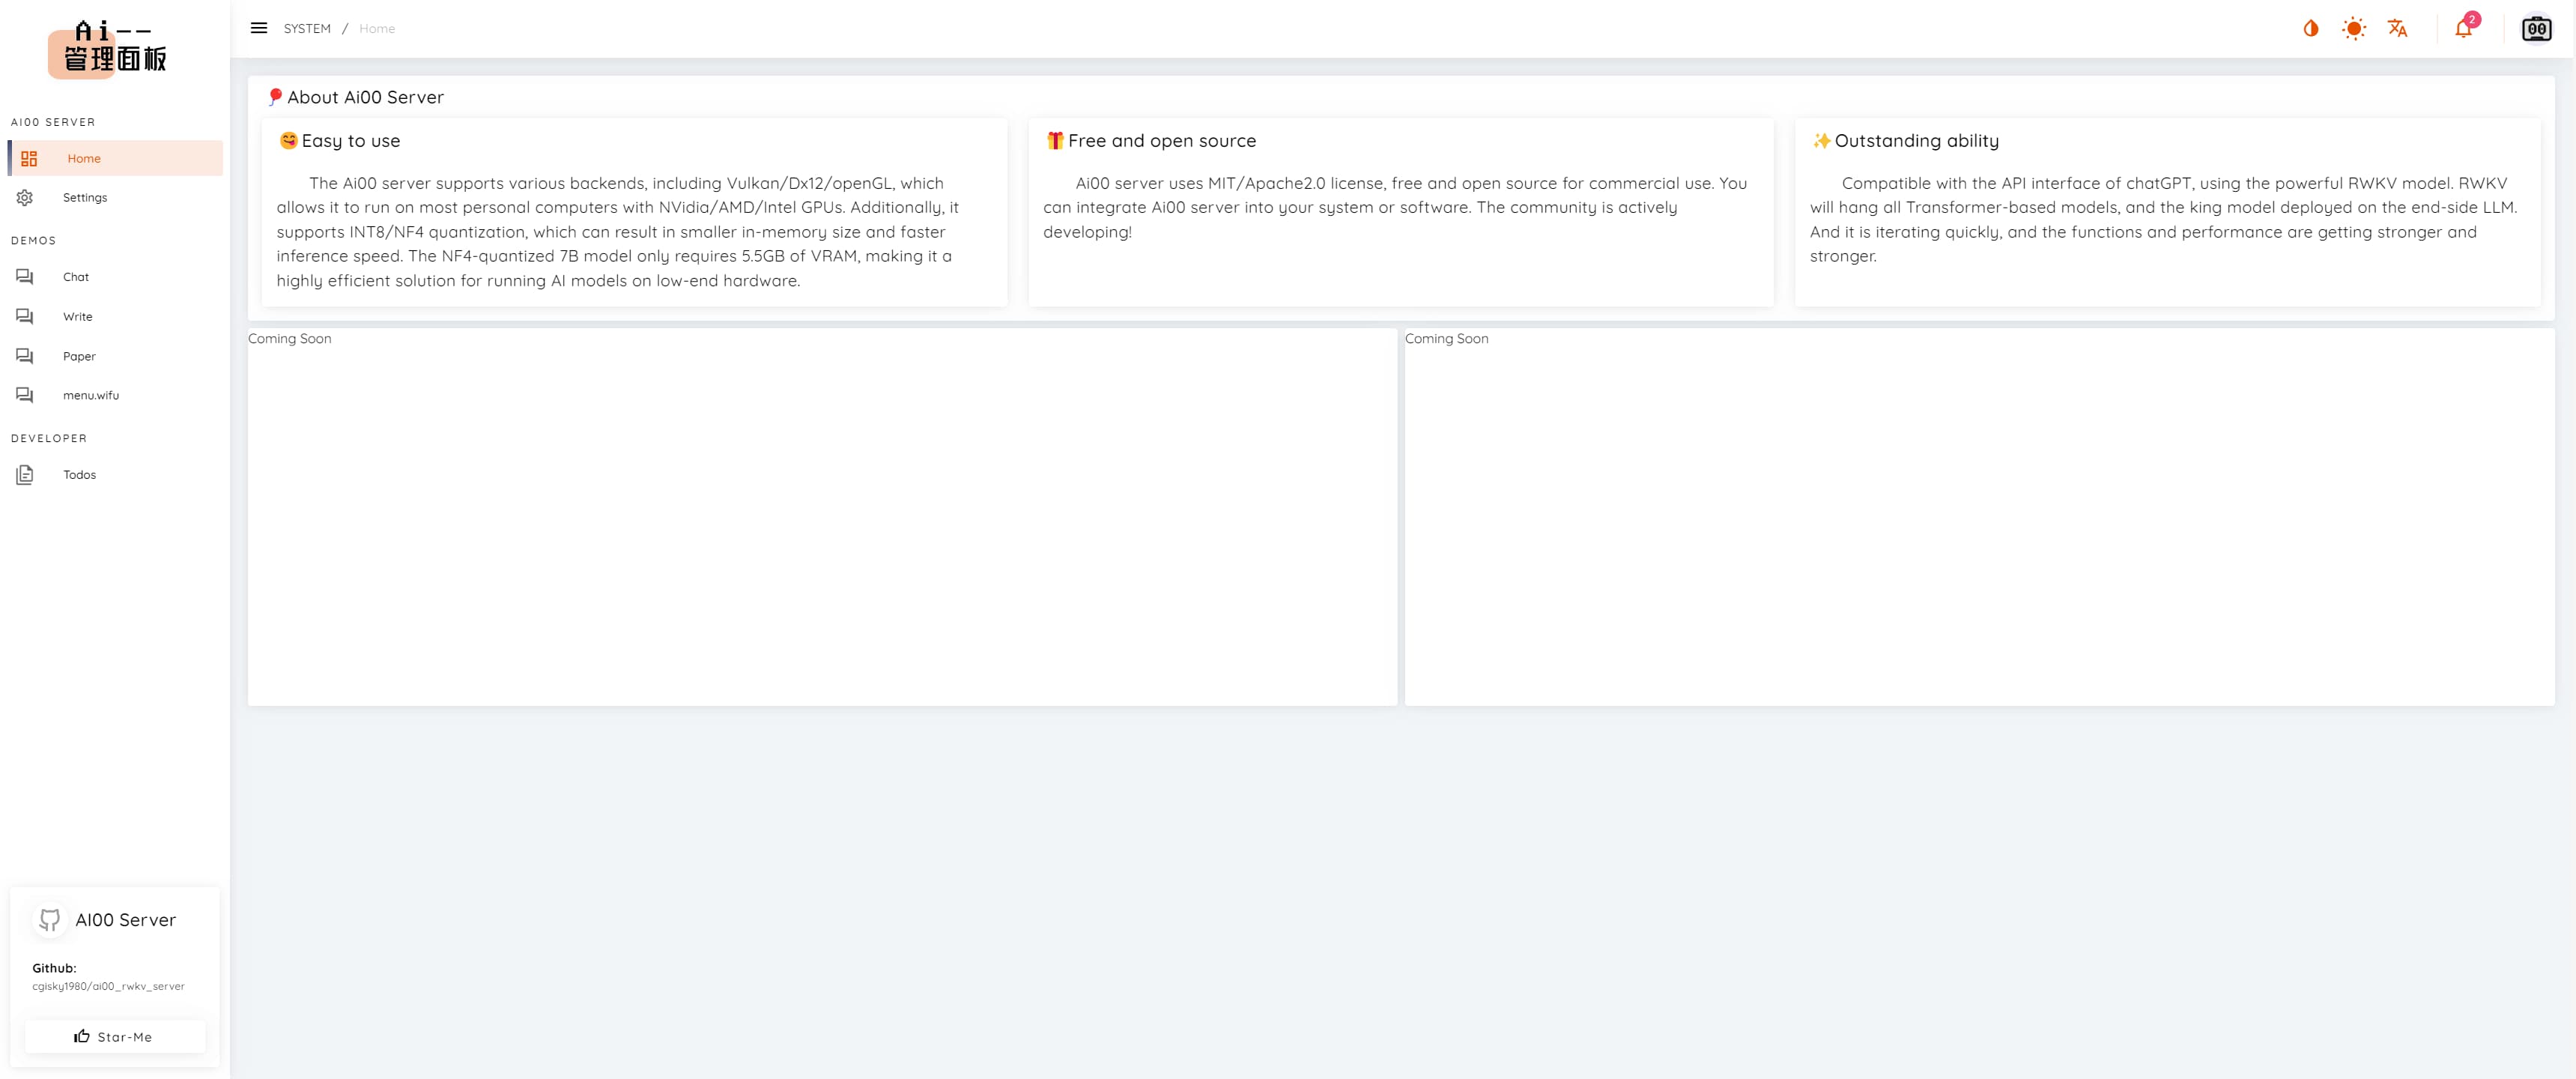 Ai--
管理面板
AI00 SERVER
Home
Settings
DEMOS
Chat
Write
Paper
menu.wifu
DEVELOPER
Todos
AI00 Server
Github:
cgisky1980/ai00_rwkv_server
Star-Me
SYSTEM / Home
2
00
🎈About Ai00 Server
😋Easy to use
The Ai00 server supports various backends, including Vulkan/Dx12/openGL, which
allows it to run on most personal computers with NVidia/AMD/Intel GPUs. Additionally, it
supports INT8/NF4 quantization, which can result in smaller in-memory size and faster
inference speed. The NF4-quantized 7B model only requires 5.5GB of VRAM, making it a
highly efficient solution for running AI models on low-end hardware.
🎁Free and open source
Ai00 server uses MIT/Apache2.0 license, free and open source for commercial use. You
can integrate Ai00 server into your system or software. The community is actively
developing!
✨Outstanding ability
Compatible with the API interface of chatGPT, using the powerful RWKV model. RWKV
will hang all Transformer-based models, and the king model deployed on the end-side LLM.
And it is iterating quickly, and the functions and performance are getting stronger and
stronger.
Coming Soon
Coming Soon